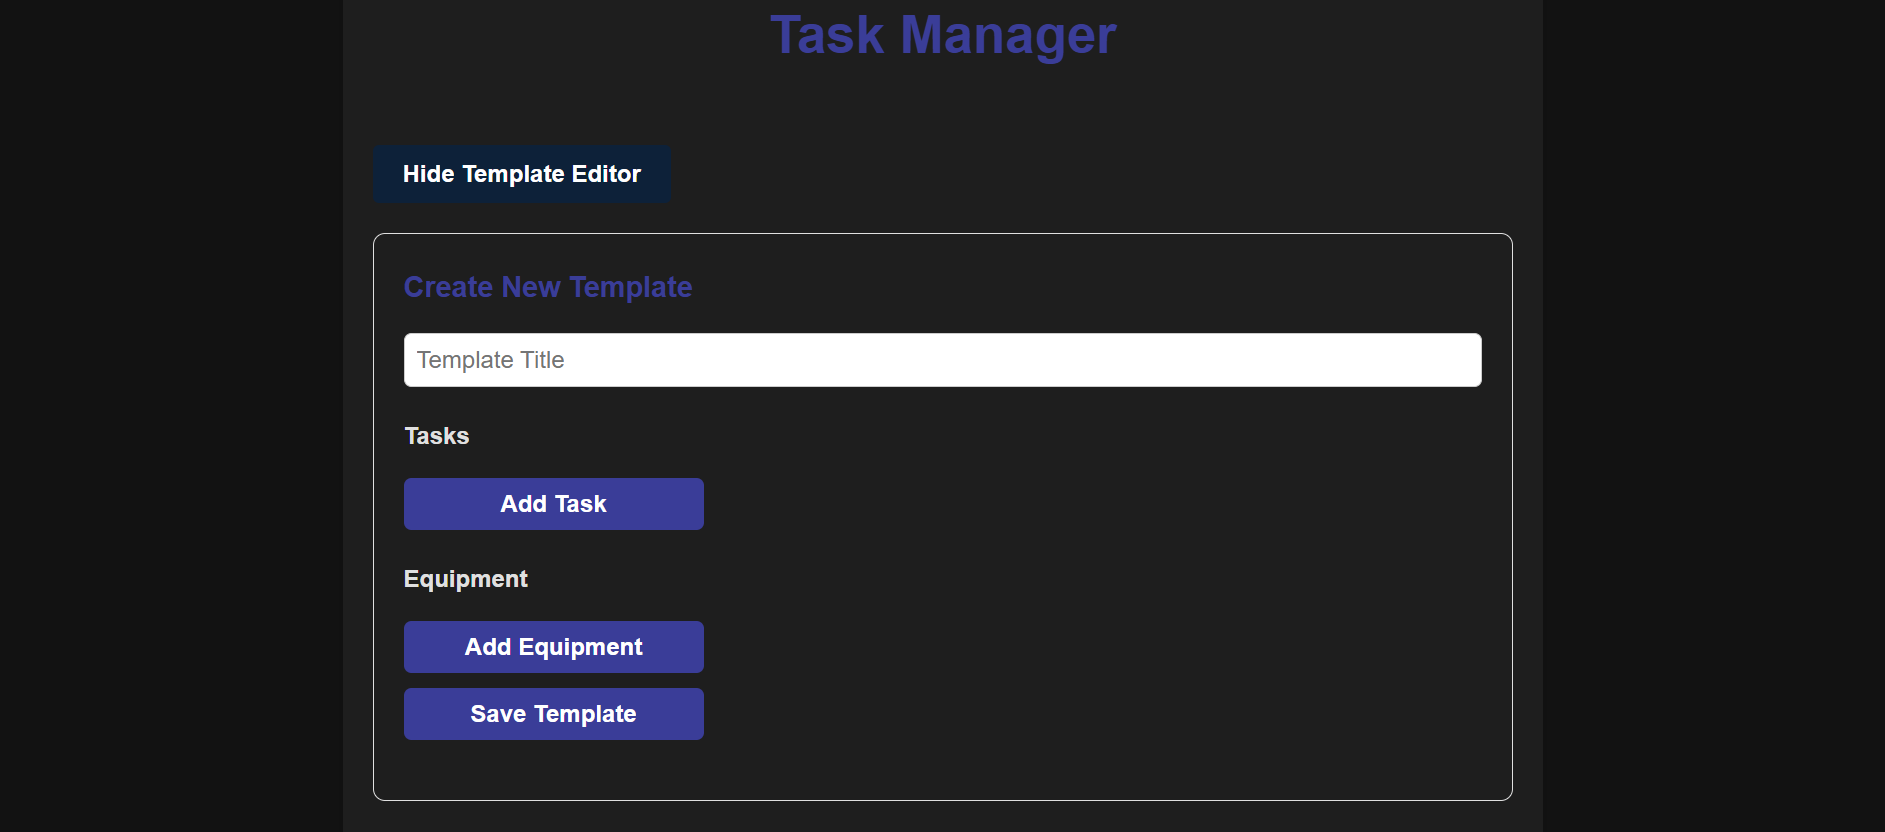 Task Manager
Hide Template Editor
Create New Template
Template Title
Tasks
Add Task
Equipment
Add Equipment
Save Template